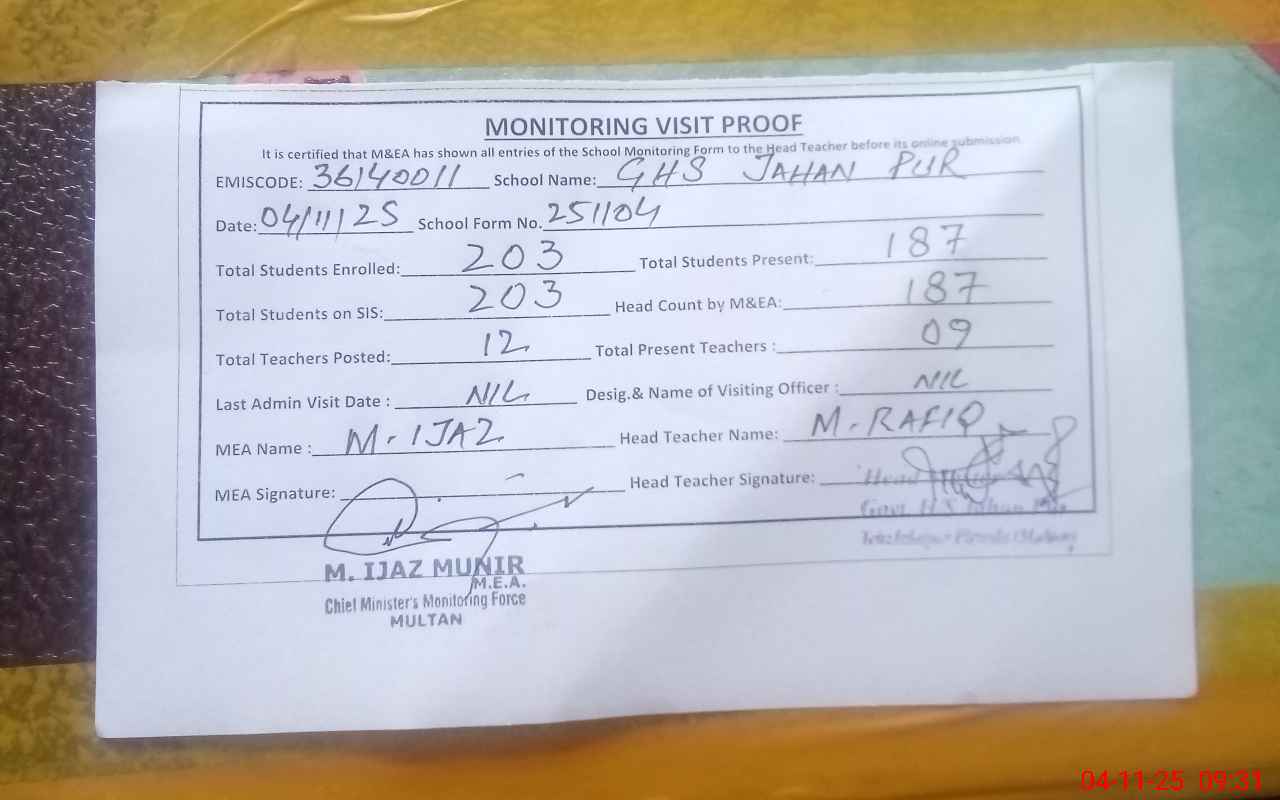 MONITORING VISIT PROOF
It is certified that M&EA has shown all entries of the School Monitoring Form to the Head Teacher before its online submission
EMISCODE: 36140011 School Name: GHS JAHAN PUR
Date: 04/11/25 School Form No. 251104
Total Students Enrolled: 203 Total Students Present: 187
Total Students on SIS: 203 Head Count by M&EA: 187
Total Teachers Posted: 12 Total Present Teachers : 09
Last Admin Visit Date : NIL Desig.& Name of Visiting Officer : NIL
MEA Name : M. IJAZ Head Teacher Name: M. RAFIQ
MEA Signature: Head Teacher Signature:
Head
Govt. H S Jahan Pur
M. IJAZ MUNIR
M.E.A.
Chief Minister's Monitoring Force
MULTAN
04-11-25 09:31